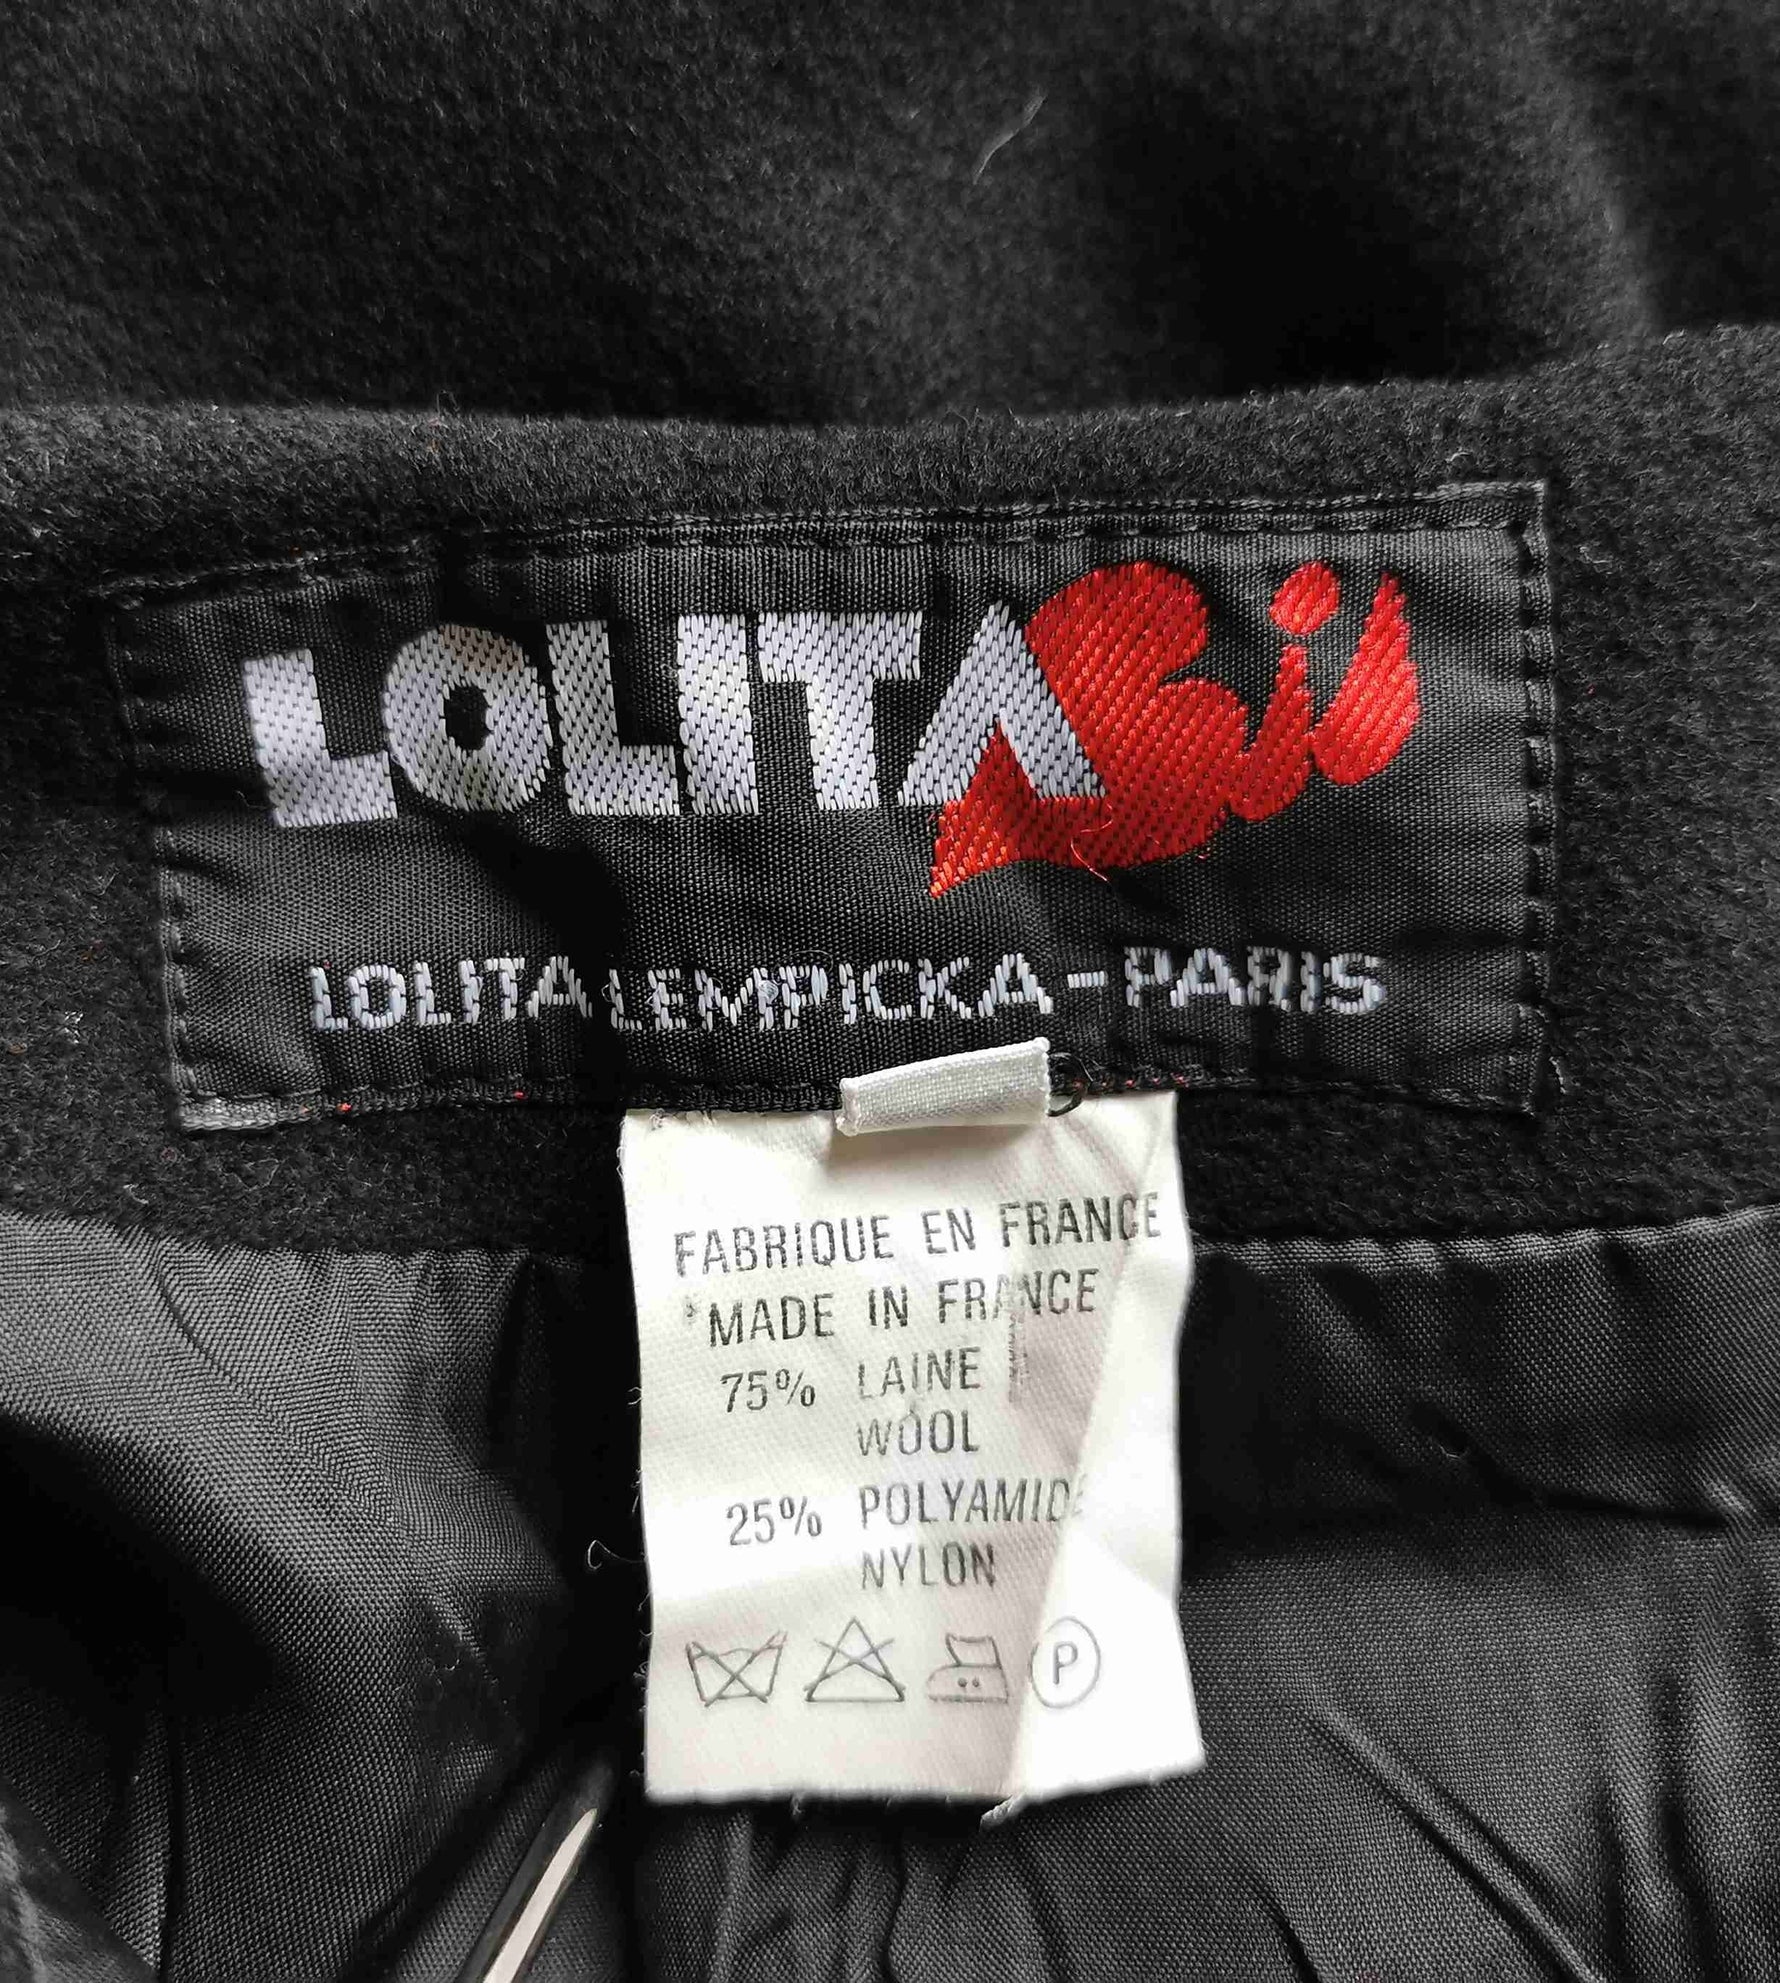 LOLITA Bis
LOLITA LEMPICKA - PARIS
FABRIQUE EN FRANCE
MADE IN FRANCE
75% LAINE
WOOL
25% POLYAMIDE
NYLON
P